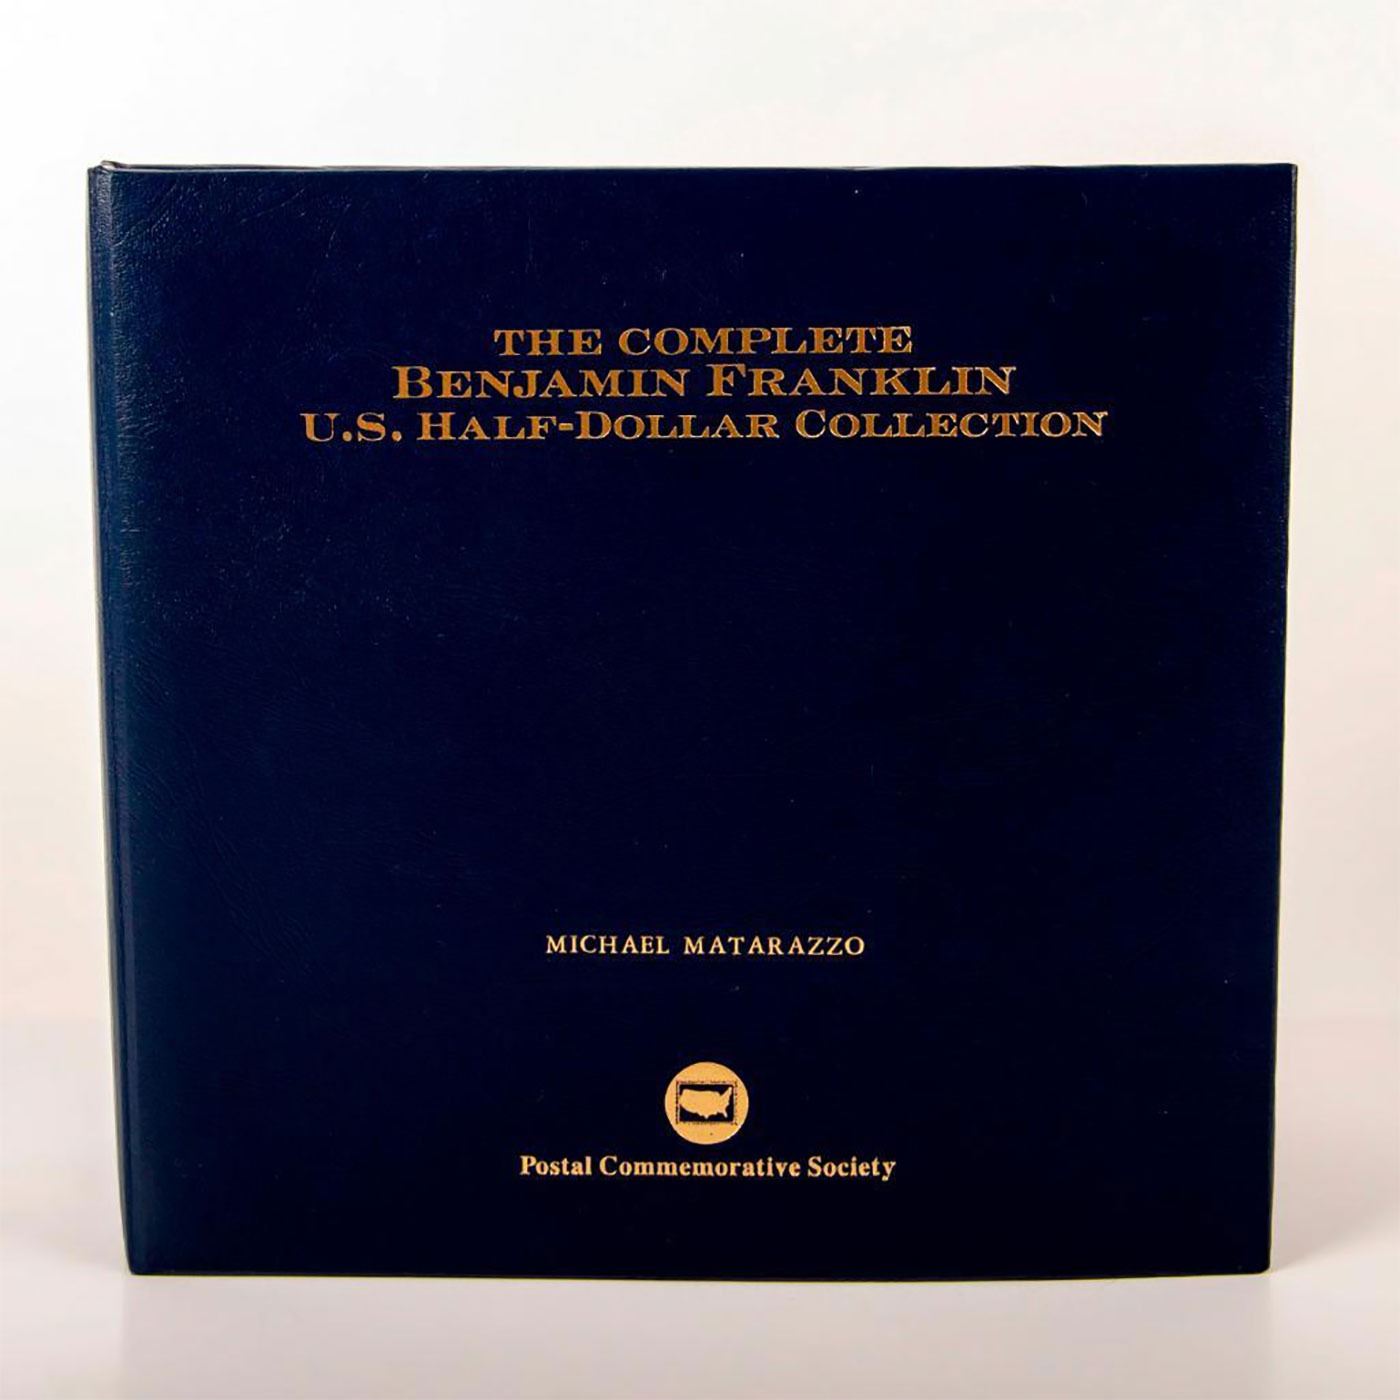 THE COMPLETE
BENJAMIN FRANKLIN
U.S. HALF-DOLLAR COLLECTION
MICHAEL MATARAZZO
Postal Commemorative Society